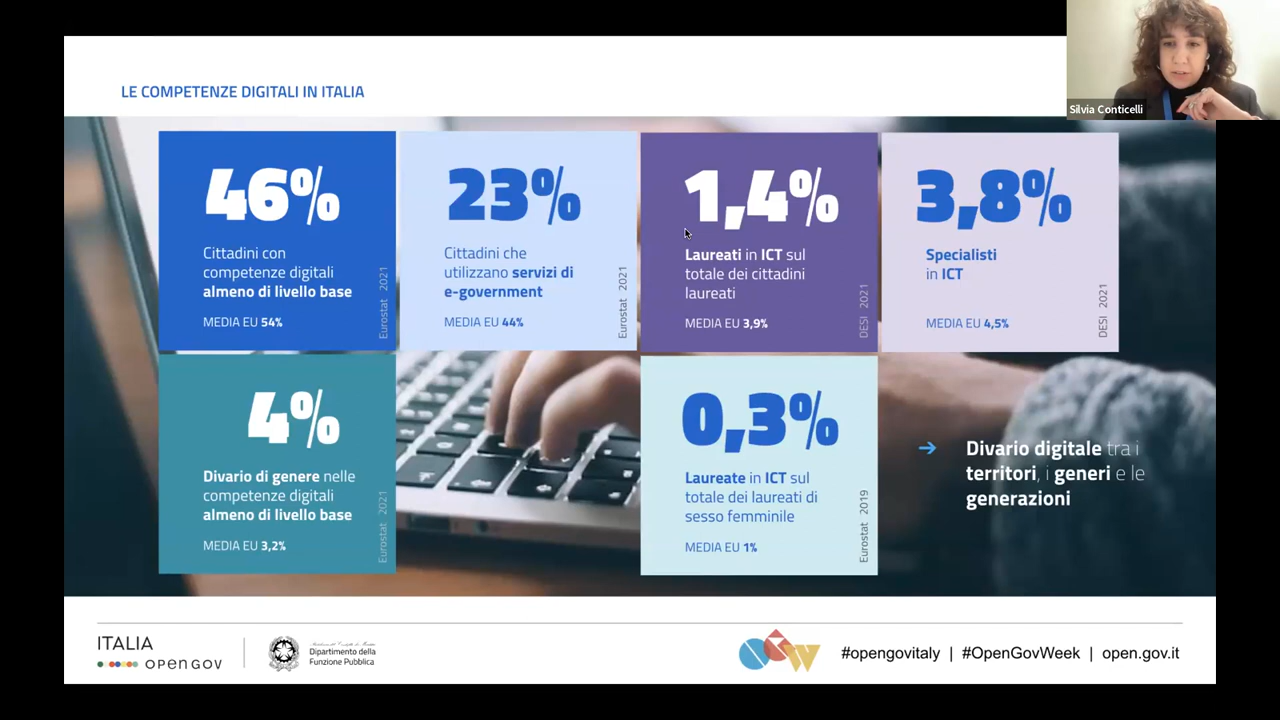 Silvia Conticelli
LE COMPETENZE DIGITALI IN ITALIA
46%
Cittadini con
competenze digitali
almeno di livello base
MEDIA EU 54%
Eurostat 2021
23%
Cittadini che
utilizzano servizi di
e-government
MEDIA EU 44%
Eurostat 2021
1,4%
Laureati in ICT sul
totale dei cittadini
laureati
MEDIA EU 3,9%
DESI 2021
3,8%
Specialisti
in ICT
MEDIA EU 4,5%
DESI 2021
4%
Divario di genere nelle
competenze digitali
almeno di livello base
MEDIA EU 3,2%
Eurostat 2021
0,3%
Laureate in ICT sul
totale dei laureati di
sesso femminile
MEDIA EU 1%
Eurostat 2019
→ Divario digitale tra i
territori, i generi e le
generazioni
ITALIA
OPENGOV
Dipartimento della
Funzione Pubblica
OGW
#opengovitaly | #OpenGovWeek | open.gov.it